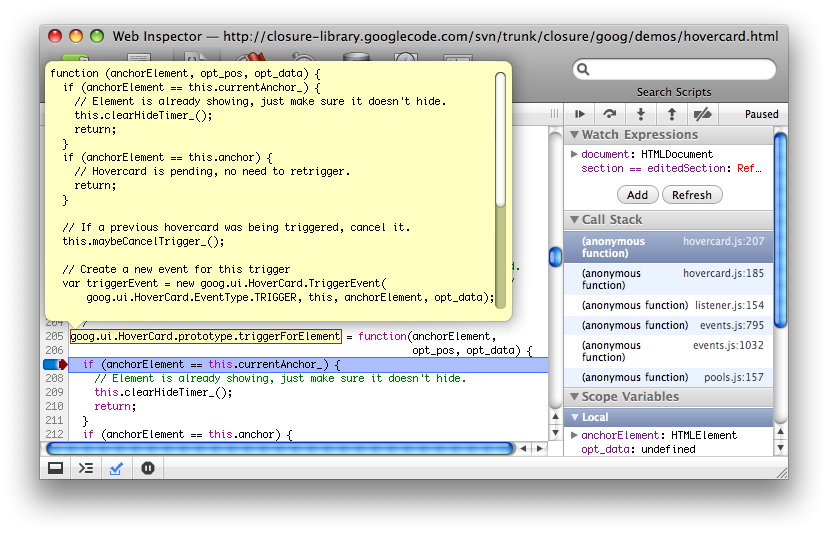 Web Inspector — http://closure-library.googlecode.com/svn/trunk/closure/goog/demos/hovercard.html
Search Scripts
function (anchorElement, opt_pos, opt_data) {
if (anchorElement == this.currentAnchor_) {
// Element is already showing, just make sure it doesn't hide.
this.clearHideTimer_();
return;
}
if (anchorElement == this.anchor) {
// Hovercard is pending, no need to retrigger.
return;
}
// If a previous hovercard was being triggered, cancel it.
this.maybeCancelTrigger_();
// Create a new event for this trigger
var triggerEvent = new goog.ui.HoverCard.TriggerEvent(
goog.ui.HoverCard.EventType.TRIGGER, this, anchorElement, opt_data);
204
205 goog.ui.HoverCard.prototype.triggerForElement = function(anchorElement,
206 opt_pos, opt_data) {
if (anchorElement == this.currentAnchor_) {
208 // Element is already showing, just make sure it doesn't hide.
209 this.clearHideTimer_();
210 return;
211 }
212 if (anchorElement == this.anchor) {
Paused
Watch Expressions
document: HTMLDocument
section == editedSection: Ref…
Add Refresh
Call Stack
(anonymous function) hovercard.js:207
(anonymous function) hovercard.js:185
(anonymous function) listener.js:154
(anonymous function) events.js:795
(anonymous function) events.js:1032
(anonymous function) pools.js:157
Scope Variables
Local
anchorElement: HTMLElement
opt_data: undefined